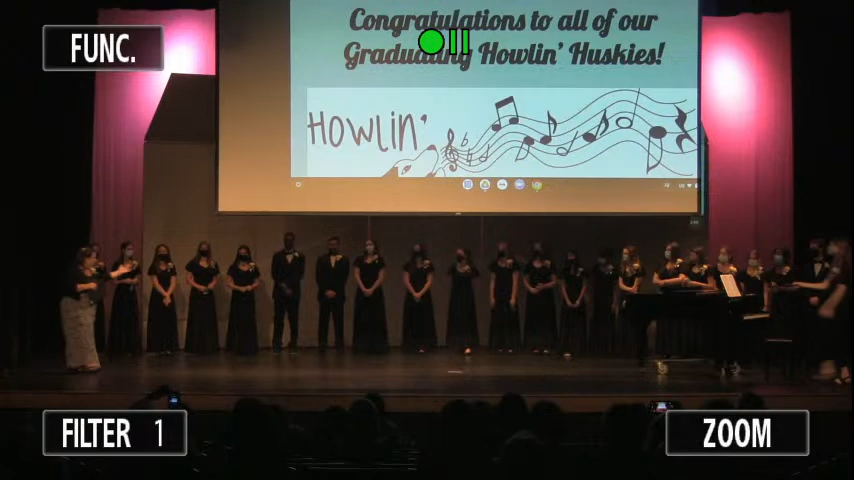 FUNC.
Congratulations to all of our
Graduating Howlin' Huskies!
HOWLIN'
FILTER 1
ZOOM